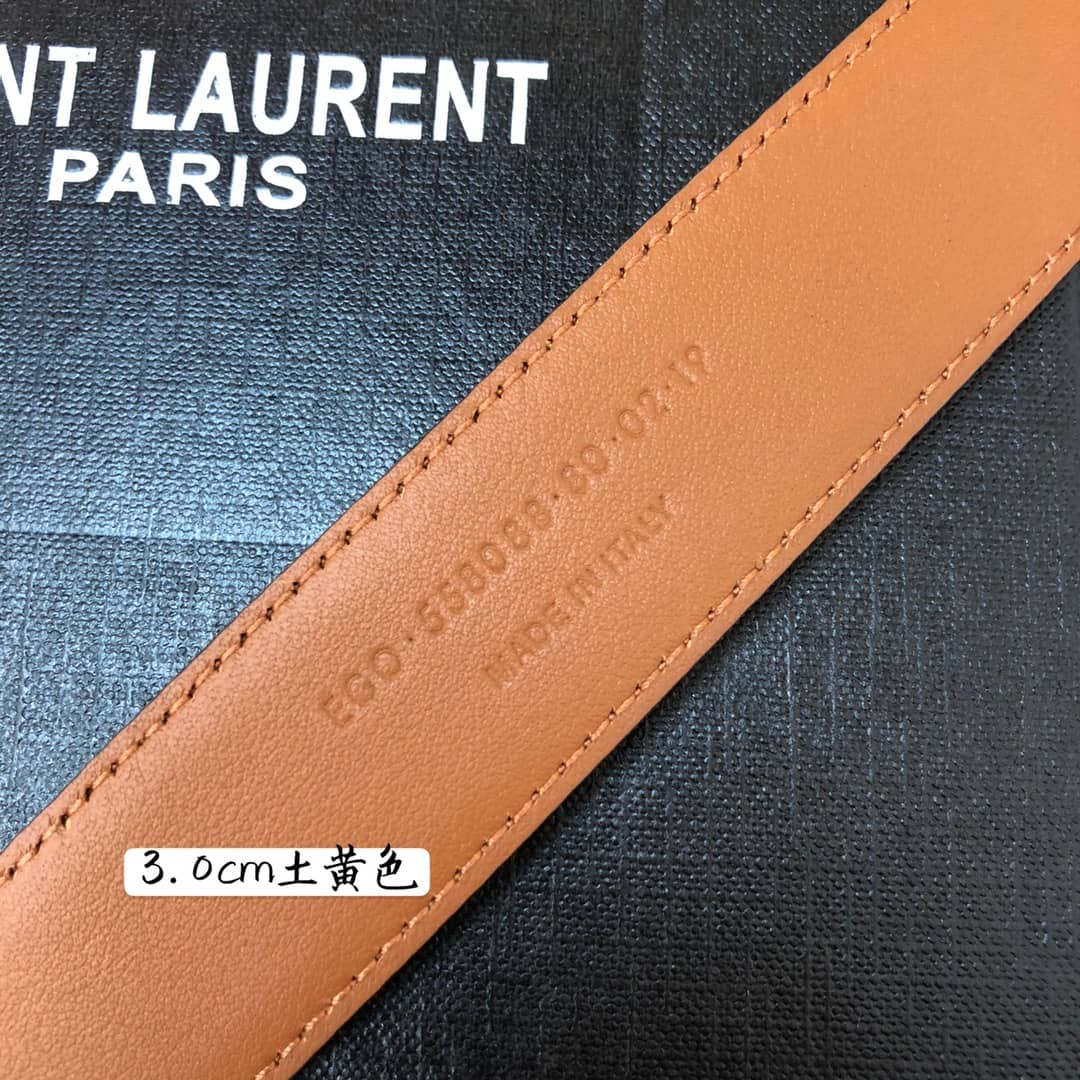 NT LAURENT
PARIS
EGO·558088·80·02·19
MADE IN ITALY
3.0cm土黄色